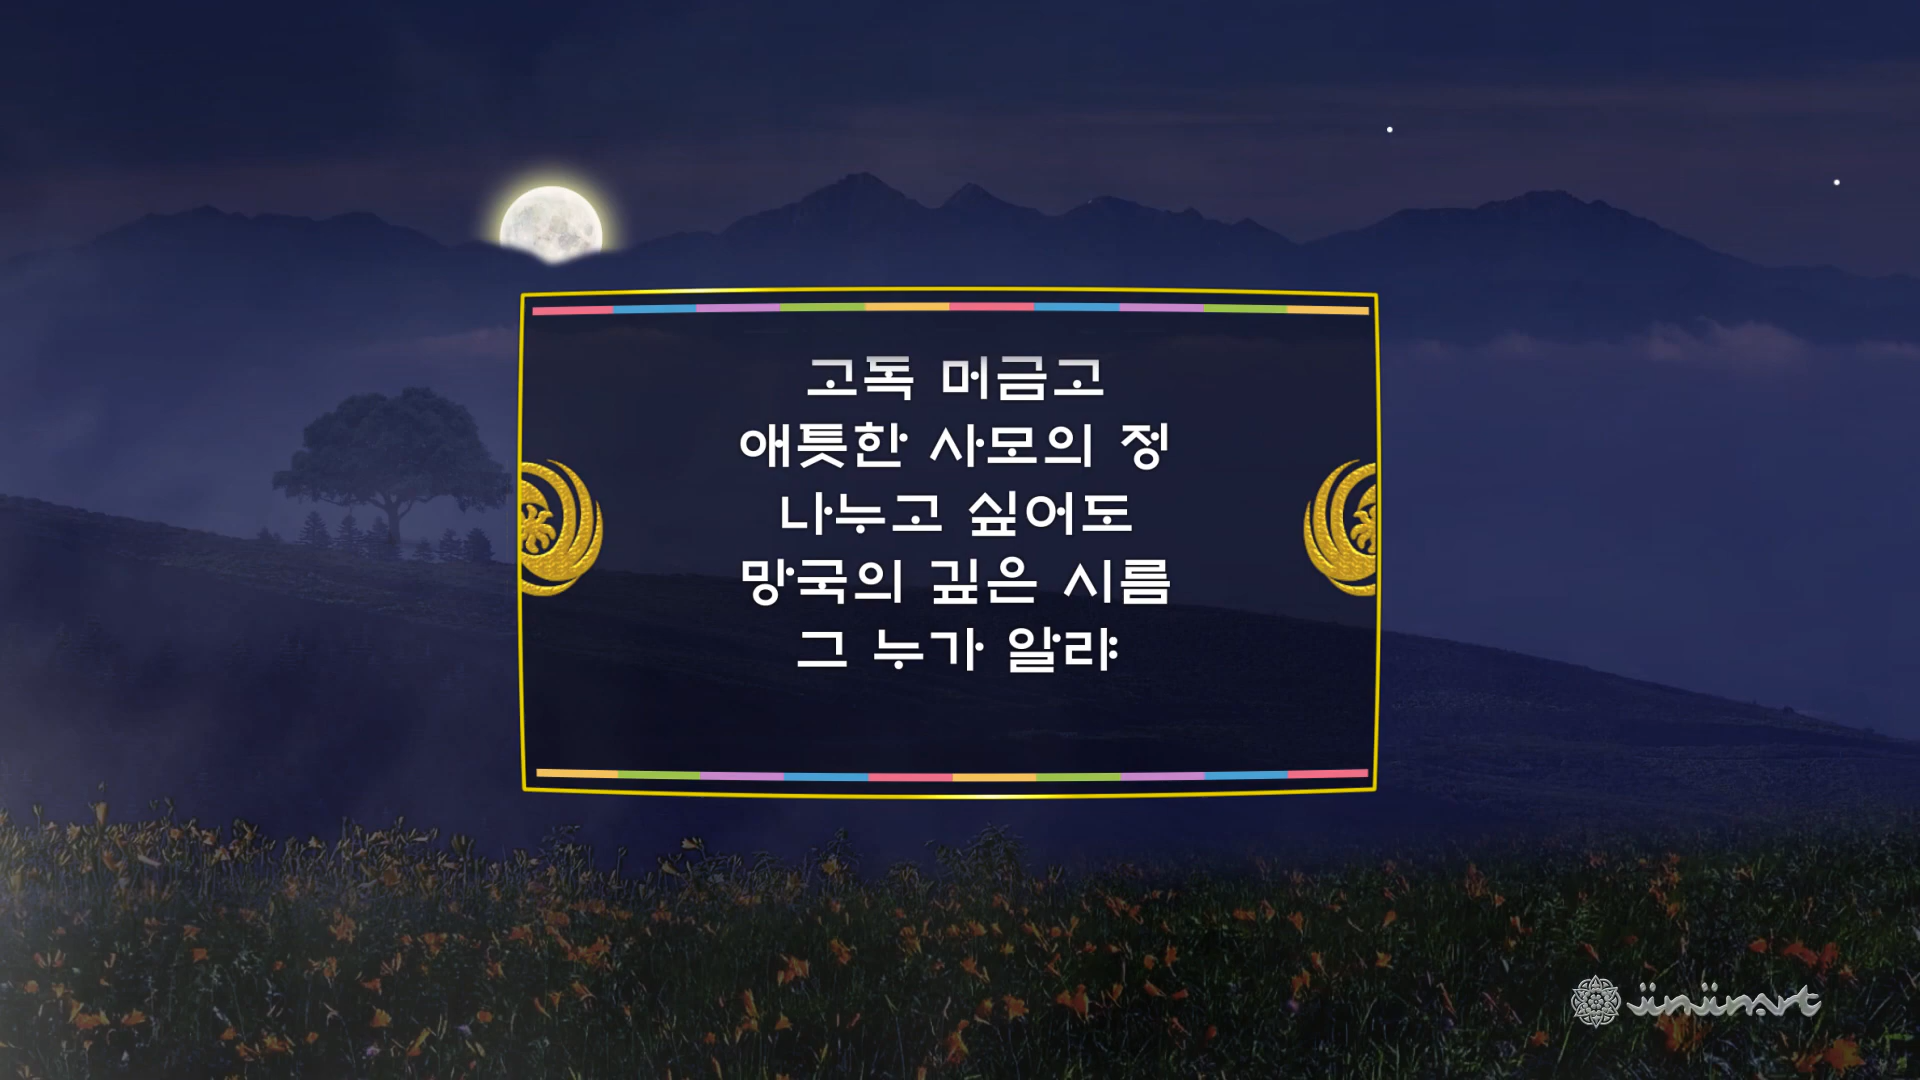 고독 머금고
애틋한 사모의 정
나누고 싶어도
망국의 깊은 시름
그 누가 알랴
jinjinart